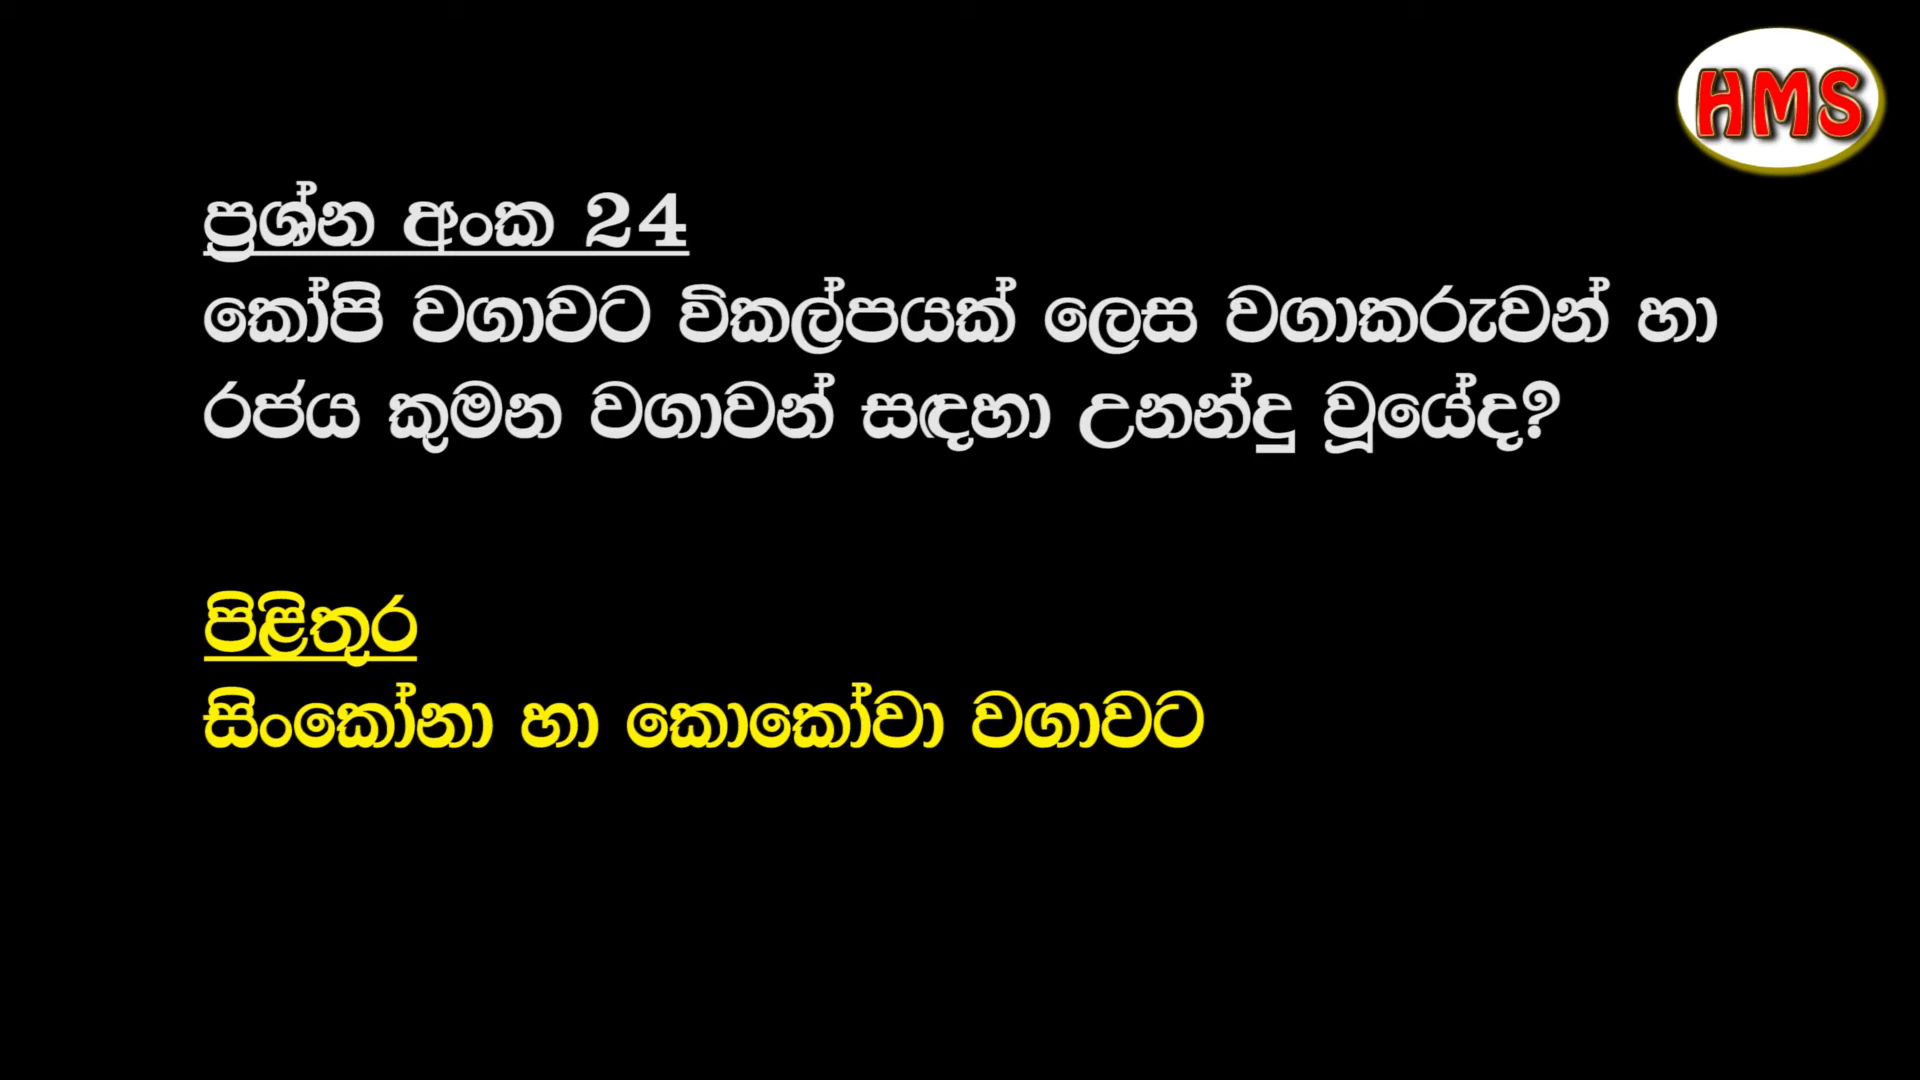 HMS
ප්‍රශ්න අංක 24
කෝපි වගාවට විකල්පයක් ලෙස වගාකරුවන් හා
රජය කුමන වගාවන් සඳහා උනන්දු වූයේද?
පිළිතුර
සිංකෝනා හා කොකෝවා වගාවට